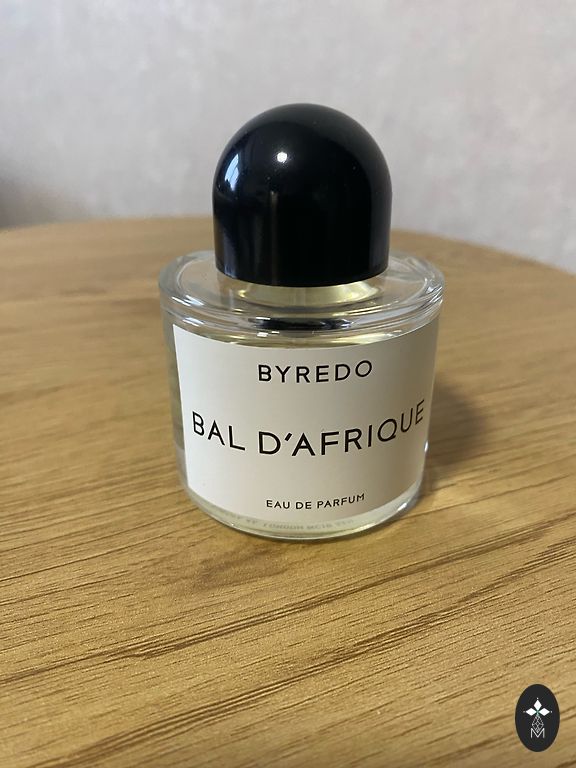 BYREDO
BAL D'AFRIQUE
EAU DE PARFUM
M